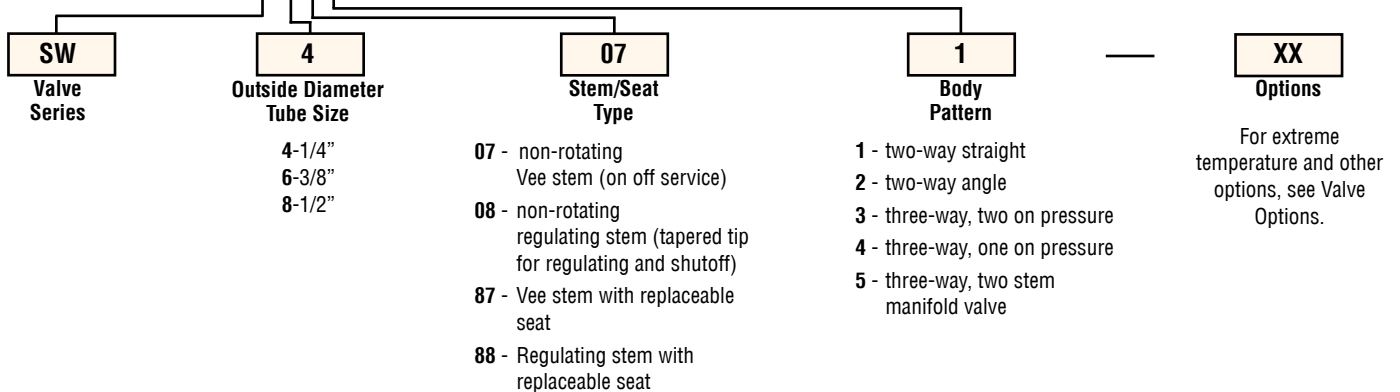 SW
Valve
Series
4
Outside Diameter
Tube Size
4-1/4”
6-3/8”
8-1/2”
07
Stem/Seat
Type
07 - non-rotating
Vee stem (on off service)
08 - non-rotating
regulating stem (tapered tip
for regulating and shutoff)
87 - Vee stem with replaceable
seat
88 - Regulating stem with
replaceable seat
1
Body
Pattern
1 - two-way straight
2 - two-way angle
3 - three-way, two on pressure
4 - three-way, one on pressure
5 - three-way, two stem
manifold valve
XX
Options
For extreme
temperature and other
options, see Valve
Options.